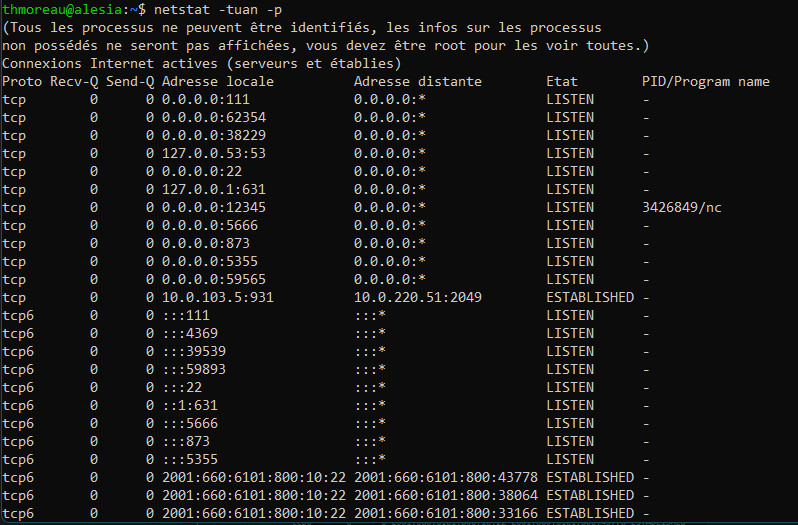 thmoreau@alesia:~$ netstat -tuan -p
(Tous les processus ne peuvent être identifiés, les infos sur les processus
non possédés ne seront pas affichées, vous devez être root pour les voir toutes.)
Connexions Internet actives (serveurs et établies)
Proto Recv-Q Send-Q Adresse locale          Adresse distante        Etat        PID/Program name
tcp        0      0 0.0.0.0:111             0.0.0.0:*               LISTEN      -
tcp        0      0 0.0.0.0:62354           0.0.0.0:*               LISTEN      -
tcp        0      0 0.0.0.0:38229           0.0.0.0:*               LISTEN      -
tcp        0      0 127.0.0.53:53           0.0.0.0:*               LISTEN      -
tcp        0      0 0.0.0.0:22              0.0.0.0:*               LISTEN      -
tcp        0      0 127.0.0.1:631           0.0.0.0:*               LISTEN      -
tcp        0      0 0.0.0.0:12345           0.0.0.0:*               LISTEN      3426849/nc
tcp        0      0 0.0.0.0:5666            0.0.0.0:*               LISTEN      -
tcp        0      0 0.0.0.0:873             0.0.0.0:*               LISTEN      -
tcp        0      0 0.0.0.0:5355            0.0.0.0:*               LISTEN      -
tcp        0      0 0.0.0.0:59565           0.0.0.0:*               LISTEN      -
tcp        0      0 10.0.103.5:931          10.0.220.51:2049        ESTABLISHED -
tcp6       0      0 :::111                  :::*                    LISTEN      -
tcp6       0      0 :::4369                 :::*                    LISTEN      -
tcp6       0      0 :::39539                :::*                    LISTEN      -
tcp6       0      0 :::59893                :::*                    LISTEN      -
tcp6       0      0 :::22                   :::*                    LISTEN      -
tcp6       0      0 ::1:631                 :::*                    LISTEN      -
tcp6       0      0 :::5666                 :::*                    LISTEN      -
tcp6       0      0 :::873                  :::*                    LISTEN      -
tcp6       0      0 :::5355                 :::*                    LISTEN      -
tcp6       0      0 2001:660:6101:800:10:22 2001:660:6101:800:43778 ESTABLISHED -
tcp6       0      0 2001:660:6101:800:10:22 2001:660:6101:800:38064 ESTABLISHED -
tcp6       0      0 2001:660:6101:800:10:22 2001:660:6101:800:33166 ESTABLISHED -